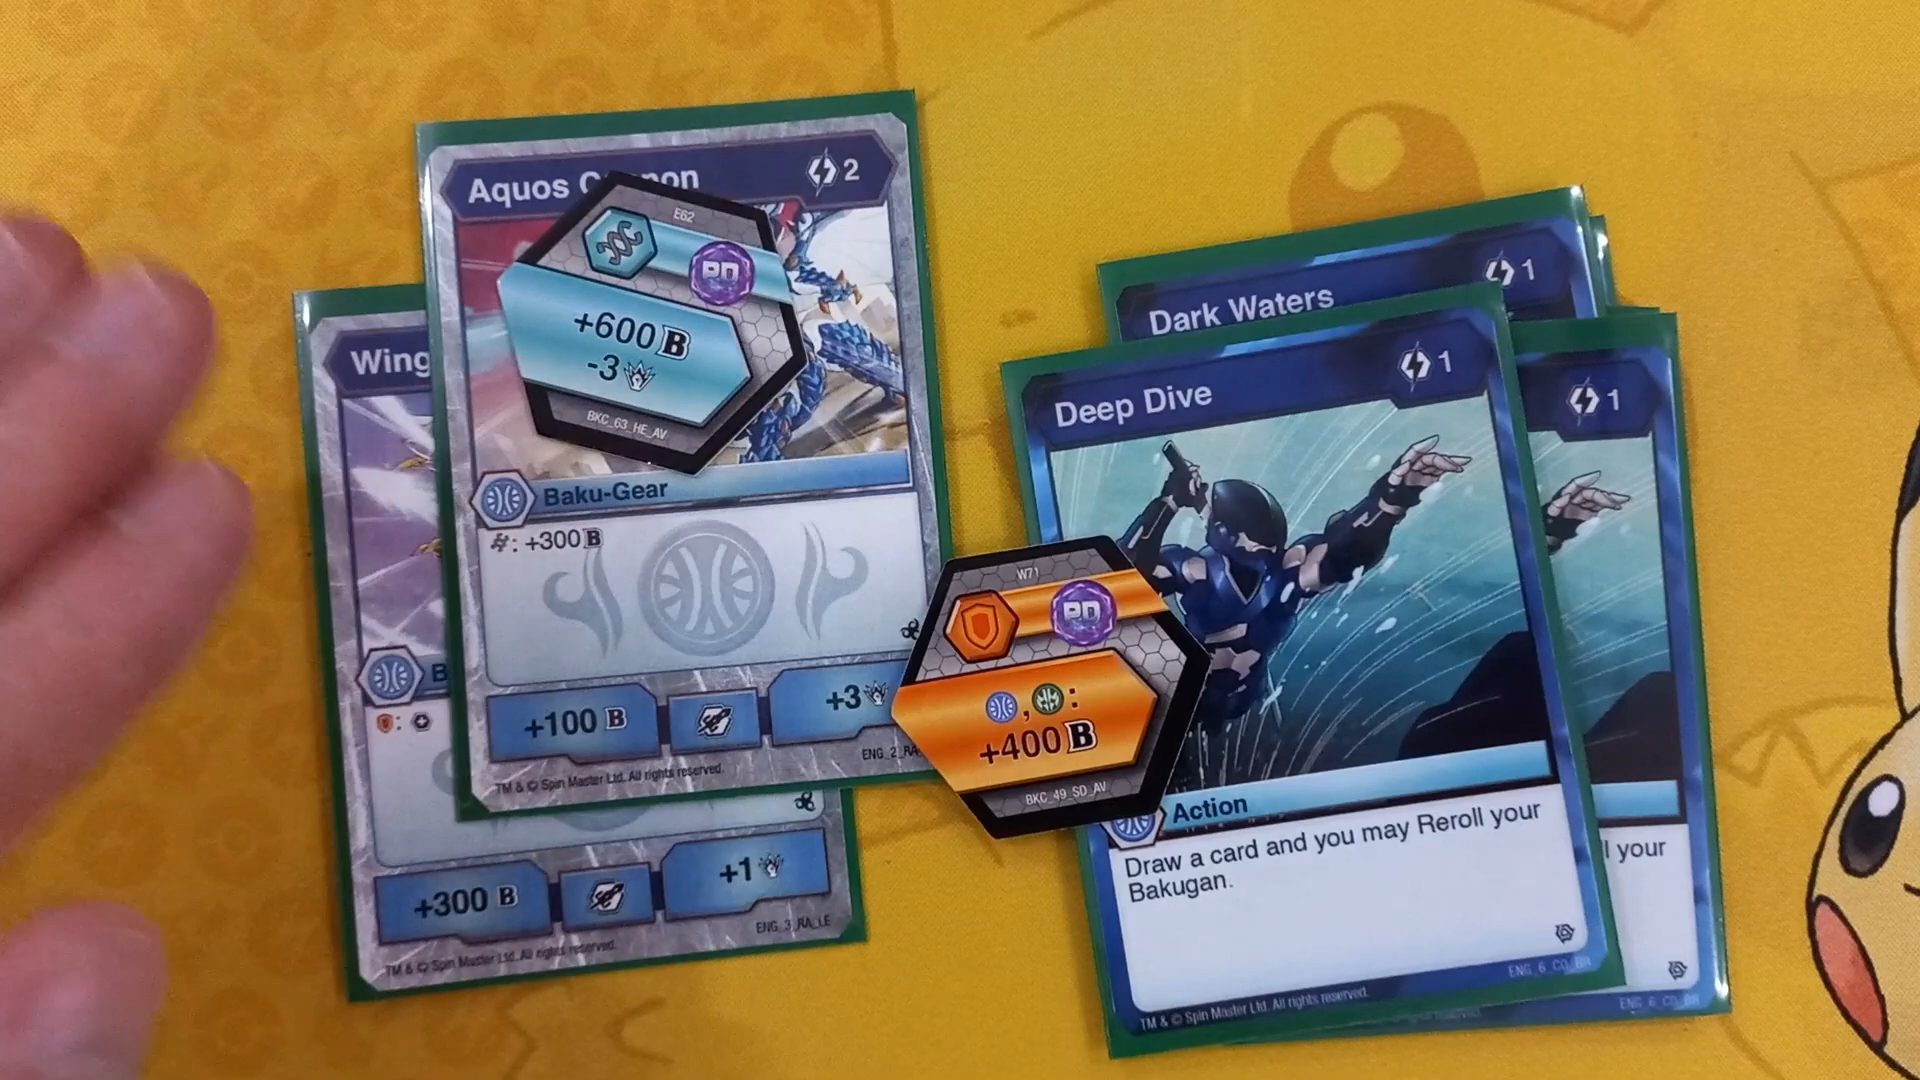 Aquos
2
E62
+600 B
-3
BKC_63_HE_AV
Baku-Gear
: +300 B
+100 B
+3
TM & © Spin Master Ltd. All rights reserved.
Wing
: 
+300 B
+1
ENG_3_RA_LE
TM & © Spin Master Ltd. All rights reserved.
Dark Waters
1
Deep Dive
1
W71
, :
+400 B
BKC_49_SD_AV
Action
Draw a card and you may Reroll your
Bakugan.
TM & © Spin Master Ltd. All rights reserved.
1
your